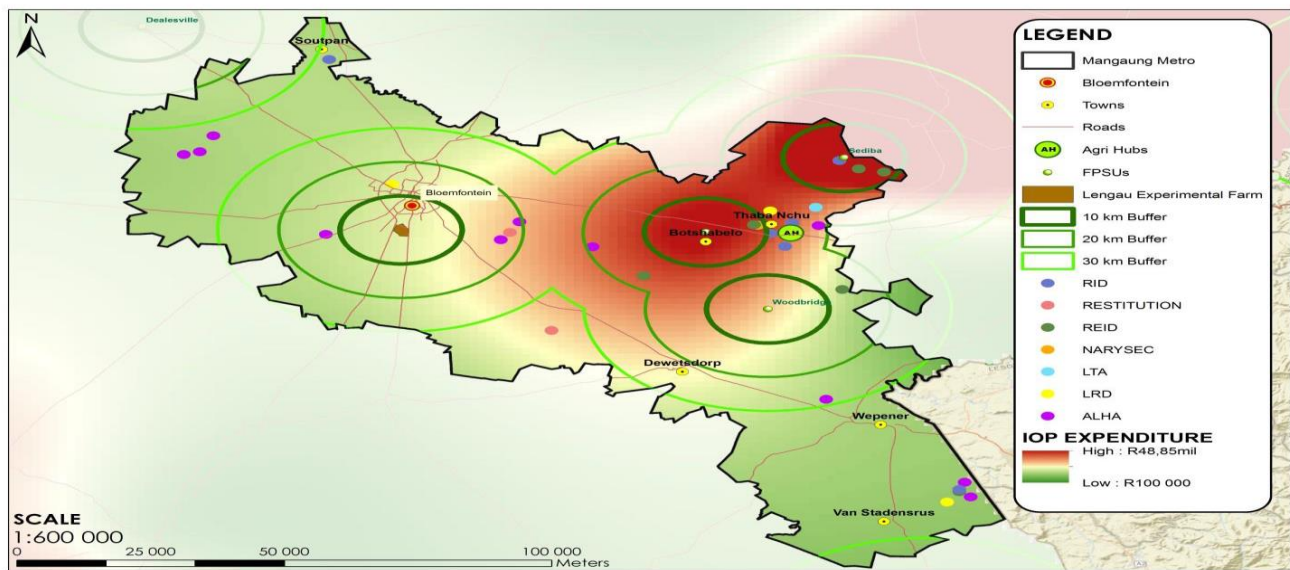 N
Dealesville
Soutpan
Sediba
Bloemfontein
Thaba Nchu
AH
Botshabelo
Woodbridge
Dewetsdorp
Wepener
Van Stadensrus
SCALE
1:600 000
0 25 000 50 000 100 000
Meters
LEGEND
Mangaung Metro
Bloemfontein
Towns
Roads
AH Agri Hubs
FPSUs
Lengau Experimental Farm
10 km Buffer
20 km Buffer
30 km Buffer
RID
RESTITUTION
REID
NARYSEC
LTA
LRD
ALHA
IOP EXPENDITURE
High : R48,85mil
Low : R100 000